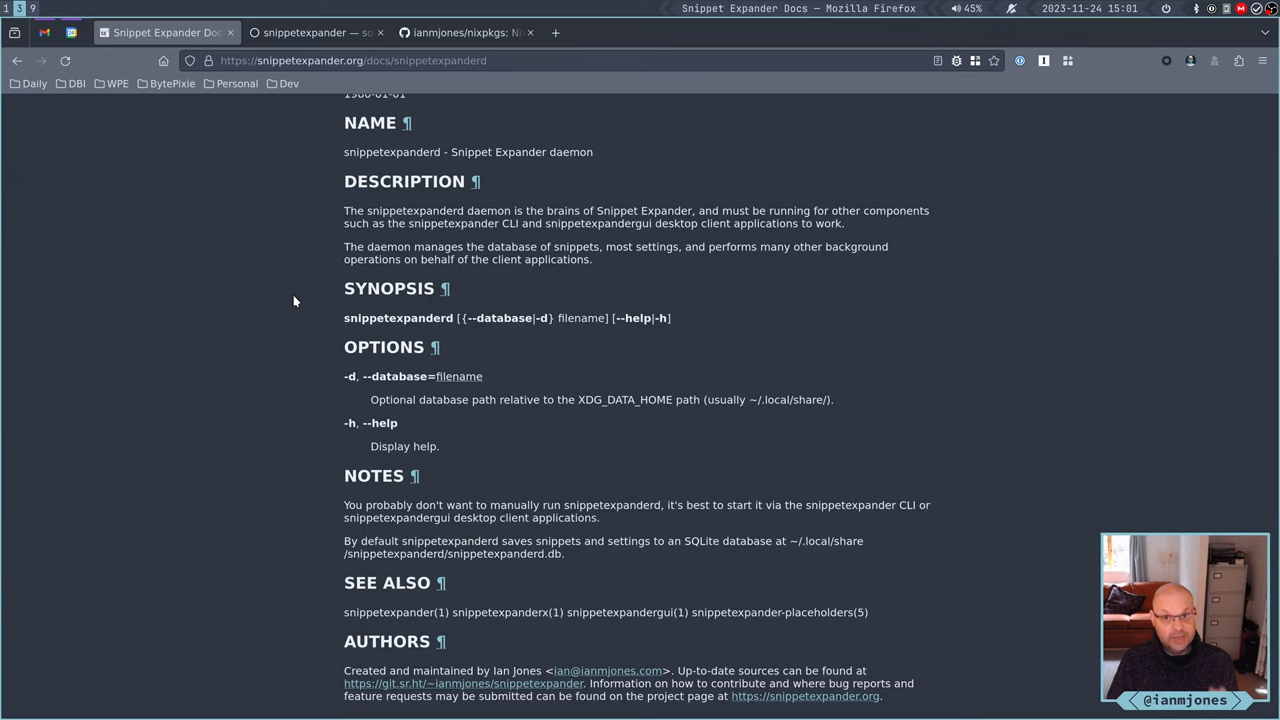 1 3 9
Snippet Expander Docs — Mozilla Firefox
45%
2023-11-24 15:01
Snippet Expander Doc ×
snippetexpander — so ×
ianmjones/nixpkgs: Ni ×
https://snippetexpander.org/docs/snippetexpanderd
Daily DBI WPE BytePixie Personal Dev
1980-01-01
NAME ¶
snippetexpanderd - Snippet Expander daemon
DESCRIPTION ¶
The snippetexpanderd daemon is the brains of Snippet Expander, and must be running for other components
such as the snippetexpander CLI and snippetexpandergui desktop client applications to work.
The daemon manages the database of snippets, most settings, and performs many other background
operations on behalf of the client applications.
SYNOPSIS ¶
snippetexpanderd [{--database|-d} filename] [--help|-h]
OPTIONS ¶
-d, --database=filename
Optional database path relative to the XDG_DATA_HOME path (usually ~/.local/share/).
-h, --help
Display help.
NOTES ¶
You probably don't want to manually run snippetexpanderd, it's best to start it via the snippetexpander CLI or
snippetexpandergui desktop client applications.
By default snippetexpanderd saves snippets and settings to an SQLite database at ~/.local/share
/snippetexpanderd/snippetexpanderd.db.
SEE ALSO ¶
snippetexpander(1) snippetexpanderx(1) snippetexpandergui(1) snippetexpander-placeholders(5)
AUTHORS ¶
Created and maintained by Ian Jones <ian@ianmjones.com>. Up-to-date sources can be found at
https://git.sr.ht/~ianmjones/snippetexpander. Information on how to contribute and where bug reports and
feature requests may be submitted can be found on the project page at https://snippetexpander.org.
@ianmjones